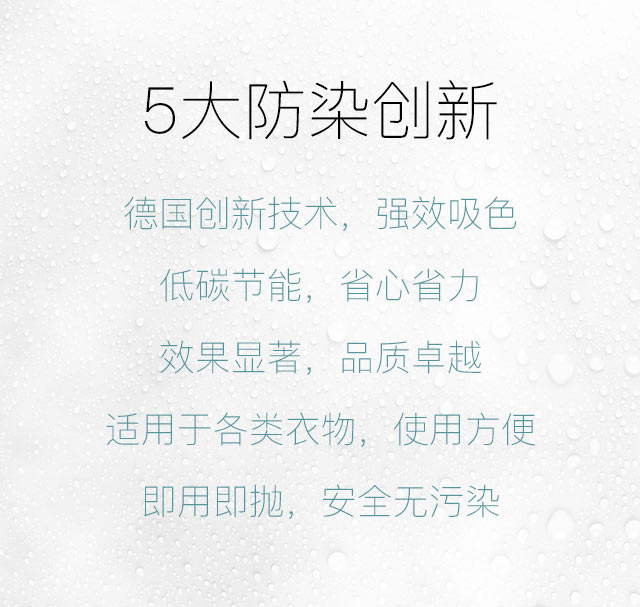 5大防染创新
德国创新技术，强效吸色
低碳节能，省心省力
效果显著，品质卓越
适用于各类衣物，使用方便
即用即抛，安全无污染